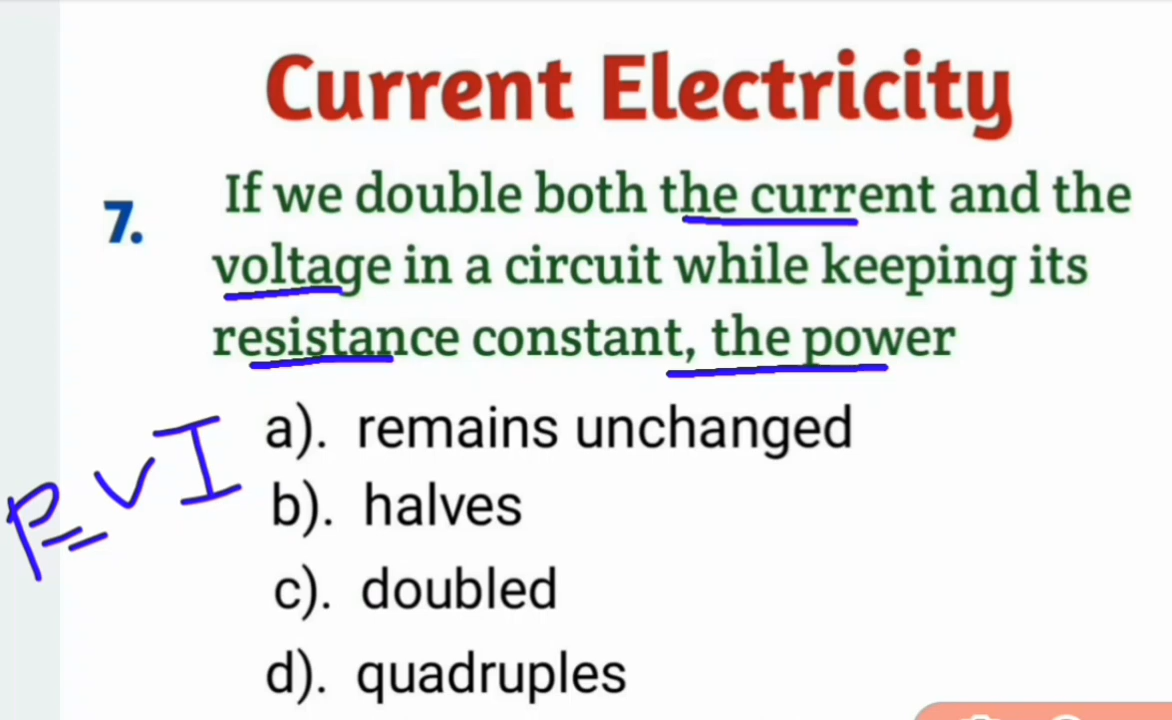 Current Electricity
7. If we double both the current and the
voltage in a circuit while keeping its
resistance constant, the power
a). remains unchanged
b). halves
c). doubled
d). quadruples
P=VI